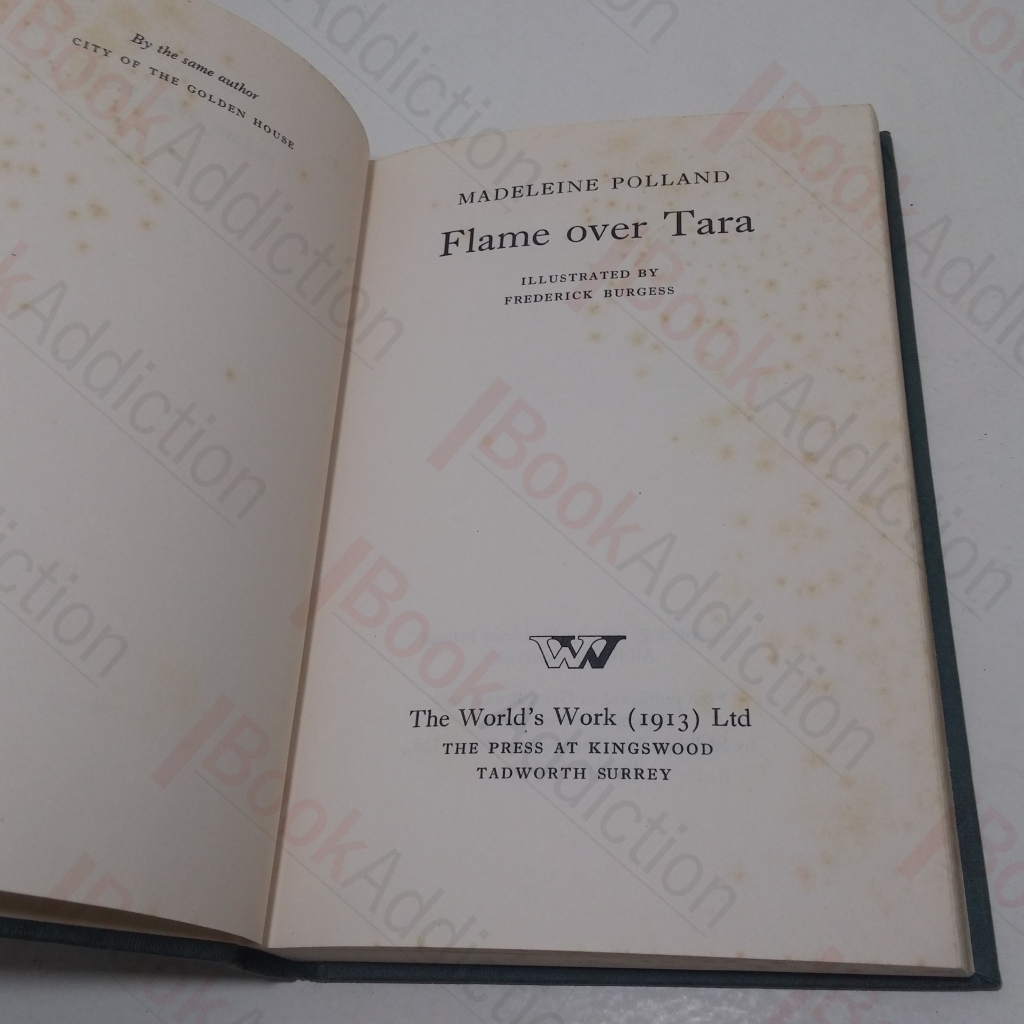 By the same author
CITY OF THE GOLDEN HOUSE
MADELEINE POLLAND
Flame over Tara
ILLUSTRATED BY
FREDERICK BURGESS
WW
The World's Work (1913) Ltd
THE PRESS AT KINGSWOOD
TADWORTH SURREY
BookAddiction